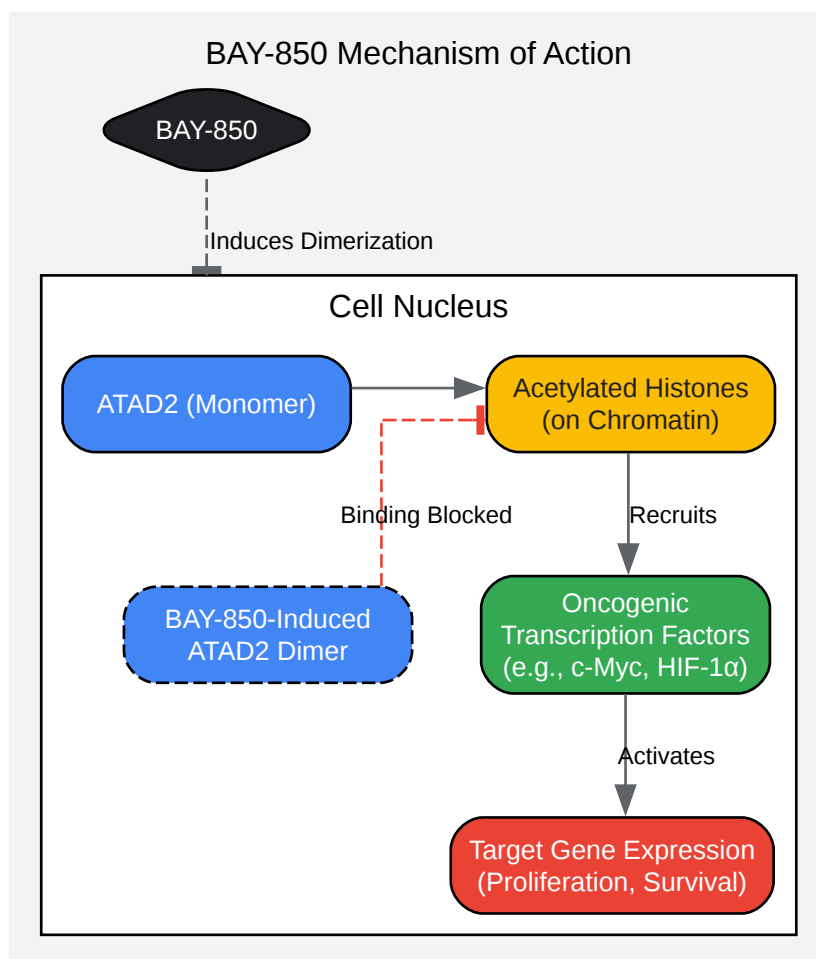 BAY-850 Mechanism of Action
BAY-850
Induces Dimerization
Cell Nucleus
ATAD2 (Monomer)
Acetylated Histones
(on Chromatin)
Binding Blocked
Recruits
BAY-850-Induced
ATAD2 Dimer
Oncogenic
Transcription Factors
(e.g., c-Myc, HIF-1α)
Activates
Target Gene Expression
(Proliferation, Survival)